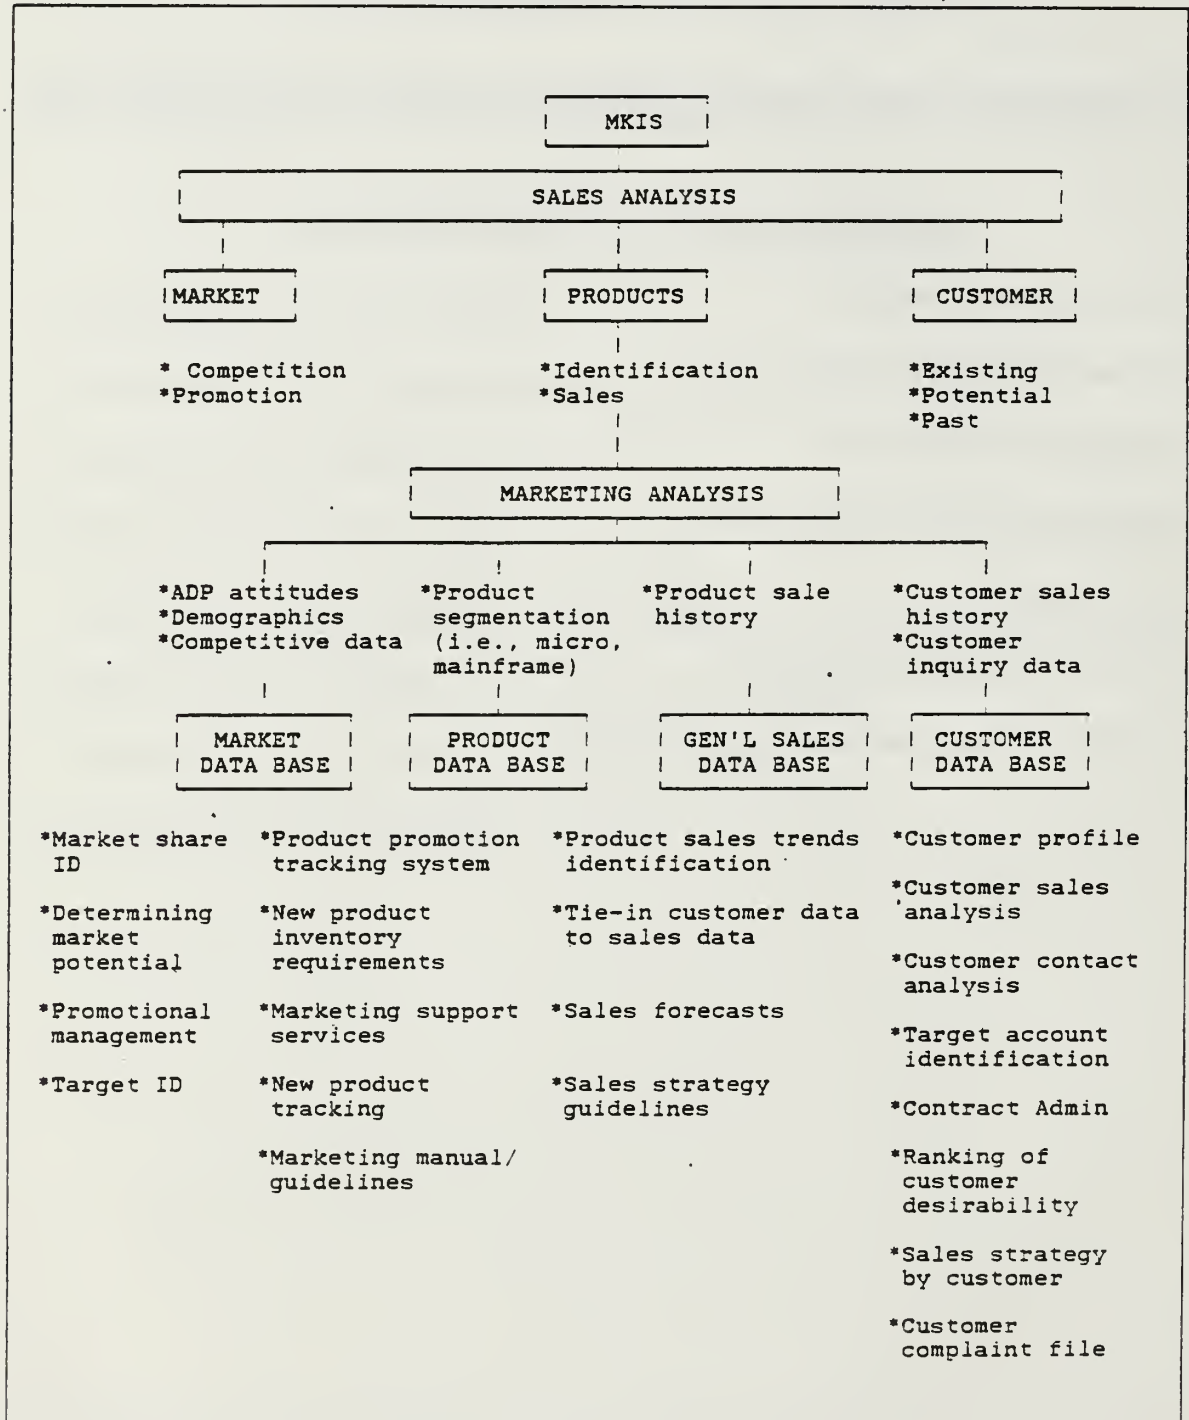 MKIS
SALES ANALYSIS
MARKET
PRODUCTS
CUSTOMER
* Competition
*Promotion
*Identification
*Sales
*Existing
*Potential
*Past
MARKETING ANALYSIS
*ADP attitudes
*Demographics
*Competitive data
*Product
segmentation
(i.e., micro,
mainframe)
*Product sale
history
*Customer sales
history
*Customer
inquiry data
MARKET
DATA BASE
PRODUCT
DATA BASE
GEN'L SALES
DATA BASE
CUSTOMER
DATA BASE
*Market share
ID
*Determining
market
potential
*Promotional
management
*Target ID
*Product promotion
tracking system
*New product
inventory
requirements
*Marketing support
services
*New product
tracking
*Marketing manual/
guidelines
*Product sales trends
identification
*Tie-in customer data
to sales data
*Sales forecasts
*Sales strategy
guidelines
*Customer profile
*Customer sales
analysis
*Customer contact
analysis
*Target account
identification
*Contract Admin
*Ranking of
customer
desirability
*Sales strategy
by customer
*Customer
complaint file